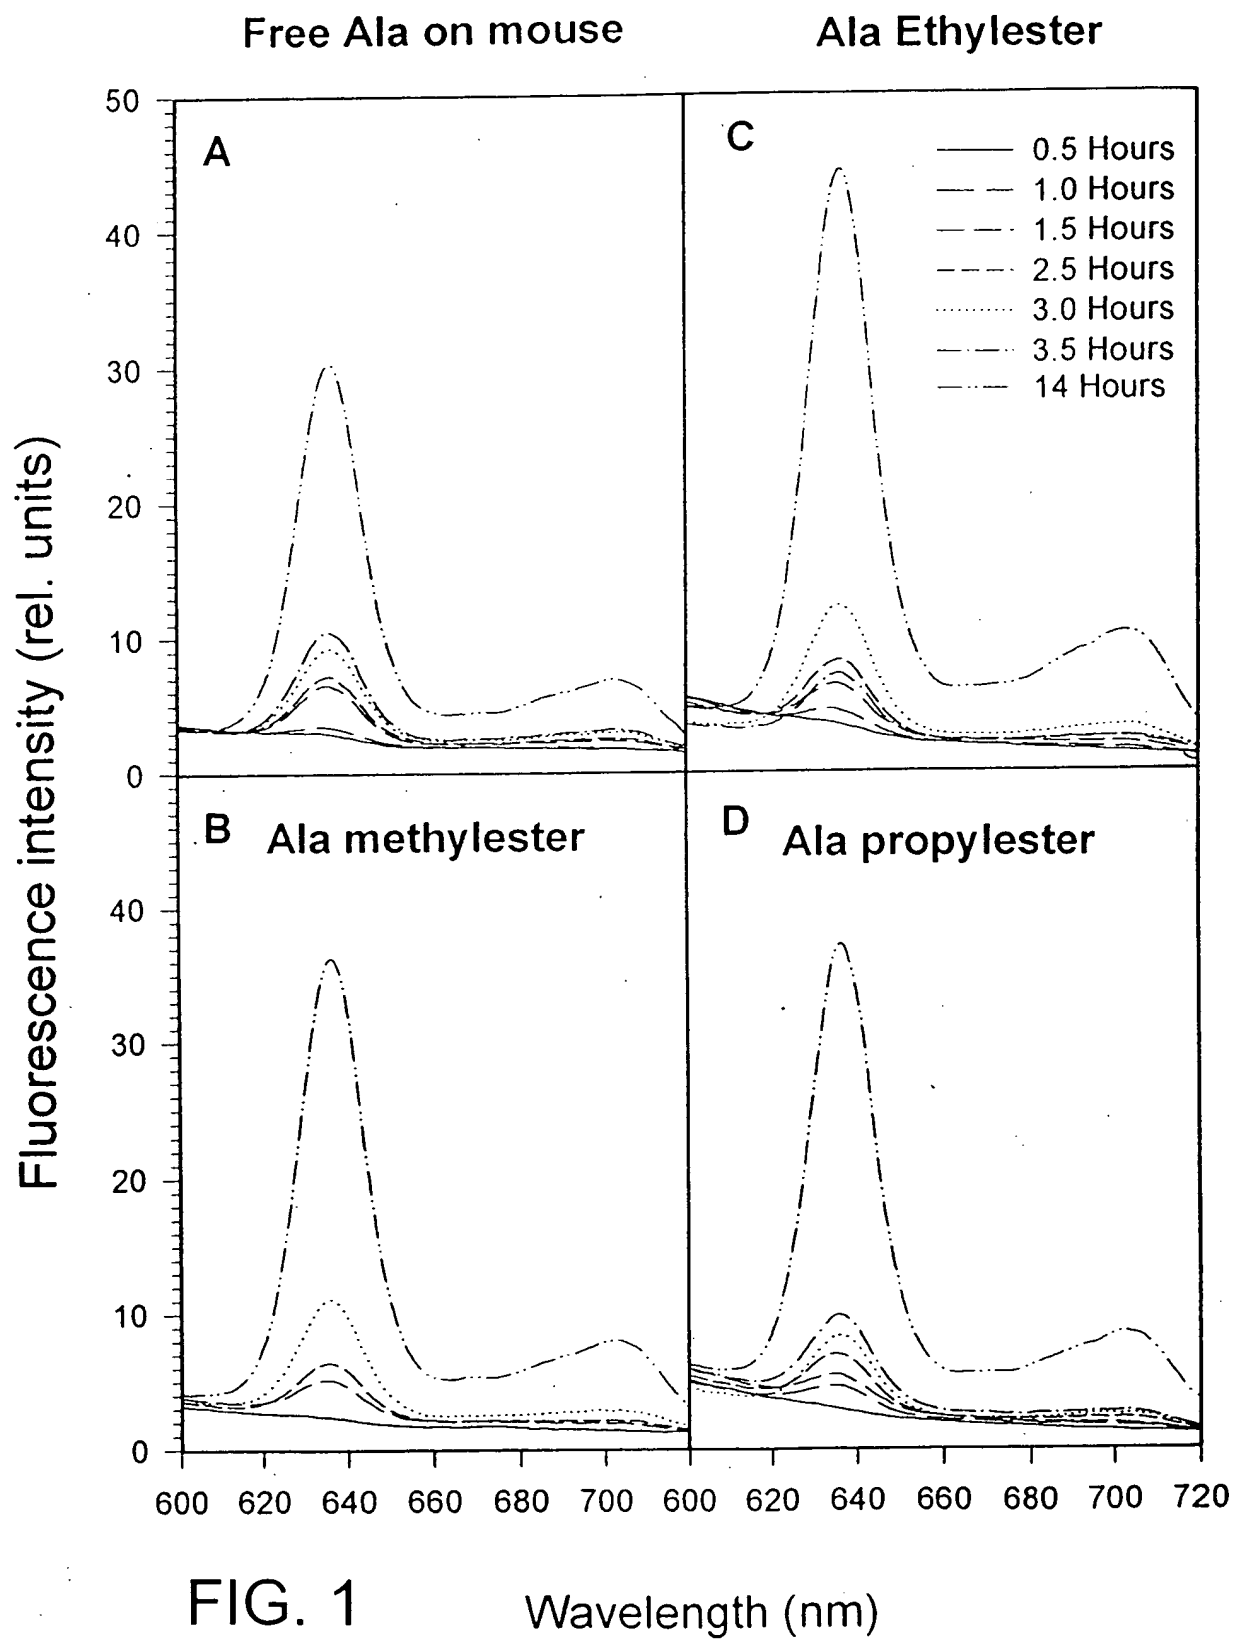 Free Ala on mouse
Ala Ethylester
50
40
30
20
10
0
A
C
0.5 Hours
1.0 Hours
1.5 Hours
2.5 Hours
3.0 Hours
3.5 Hours
14 Hours
Fluorescence intensity (rel. units)
B
Ala methylester
D
Ala propylester
40
30
20
10
0
600 620 640 660 680 700 600 620 640 660 680 700 720
FIG. 1
Wavelength (nm)